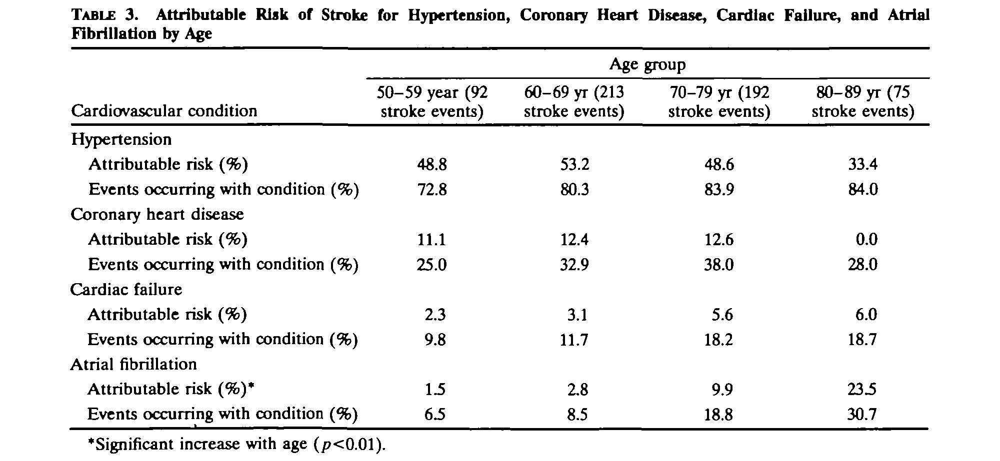 TABLE 3. Attributable Risk of Stroke for Hypertension, Coronary Heart Disease, Cardiac Failure, and Atrial
Fibrillation by Age
Age group
50–59 year (92 60–69 yr (213 70–79 yr (192 80–89 yr (75
Cardiovascular condition stroke events) stroke events) stroke events) stroke events)
Hypertension
Attributable risk (%) 48.8 53.2 48.6 33.4
Events occurring with condition (%) 72.8 80.3 83.9 84.0
Coronary heart disease
Attributable risk (%) 11.1 12.4 12.6 0.0
Events occurring with condition (%) 25.0 32.9 38.0 28.0
Cardiac failure
Attributable risk (%) 2.3 3.1 5.6 6.0
Events occurring with condition (%) 9.8 11.7 18.2 18.7
Atrial fibrillation
Attributable risk (%)* 1.5 2.8 9.9 23.5
Events occurring with condition (%) 6.5 8.5 18.8 30.7
*Significant increase with age (p<0.01).